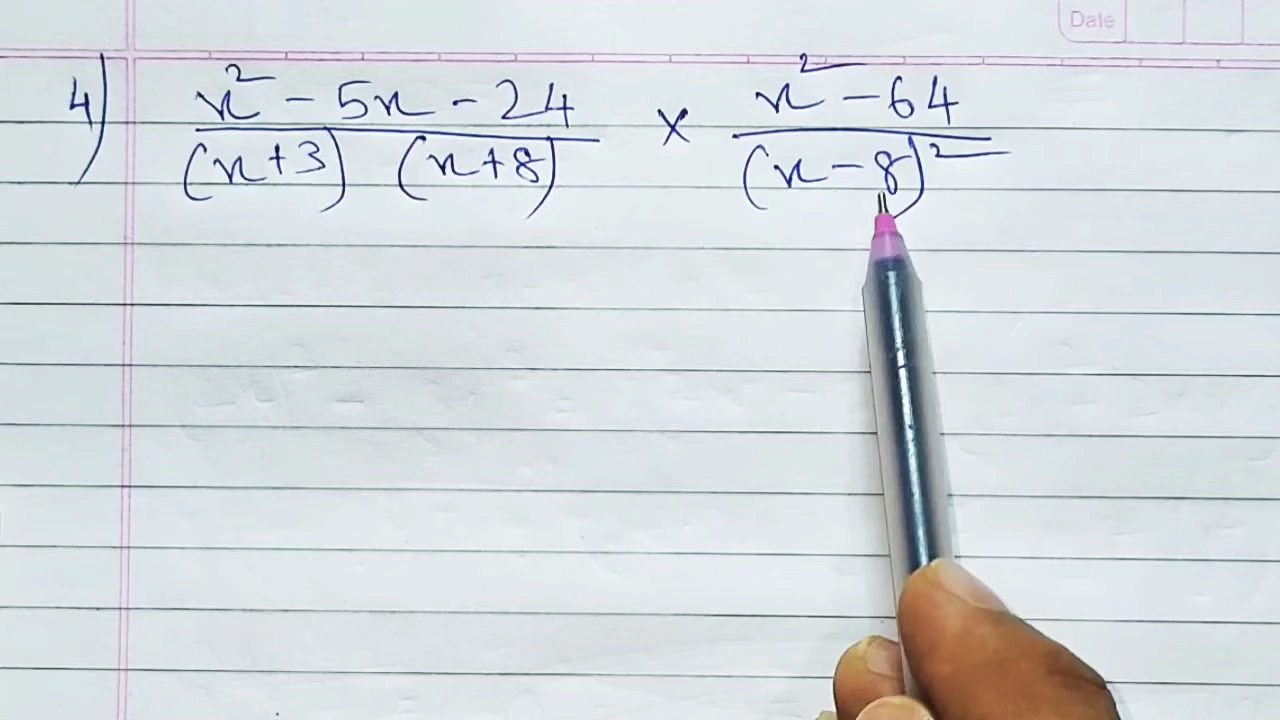 Date
4) x² - 5x - 24 × x² - 64
(x+3) (x+8) (x-8)²